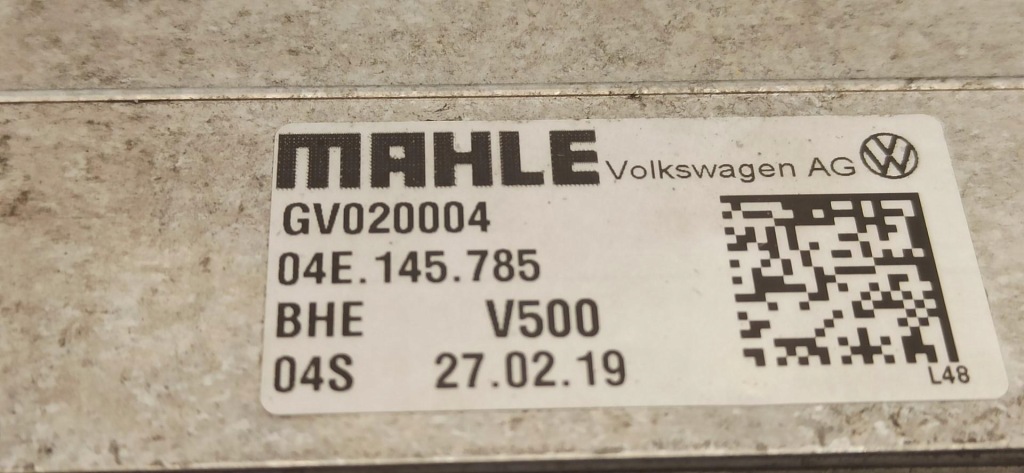 MAHLE Volkswagen AG
GV020004
04E.145.785
BHE V500
04S 27.02.19
L48